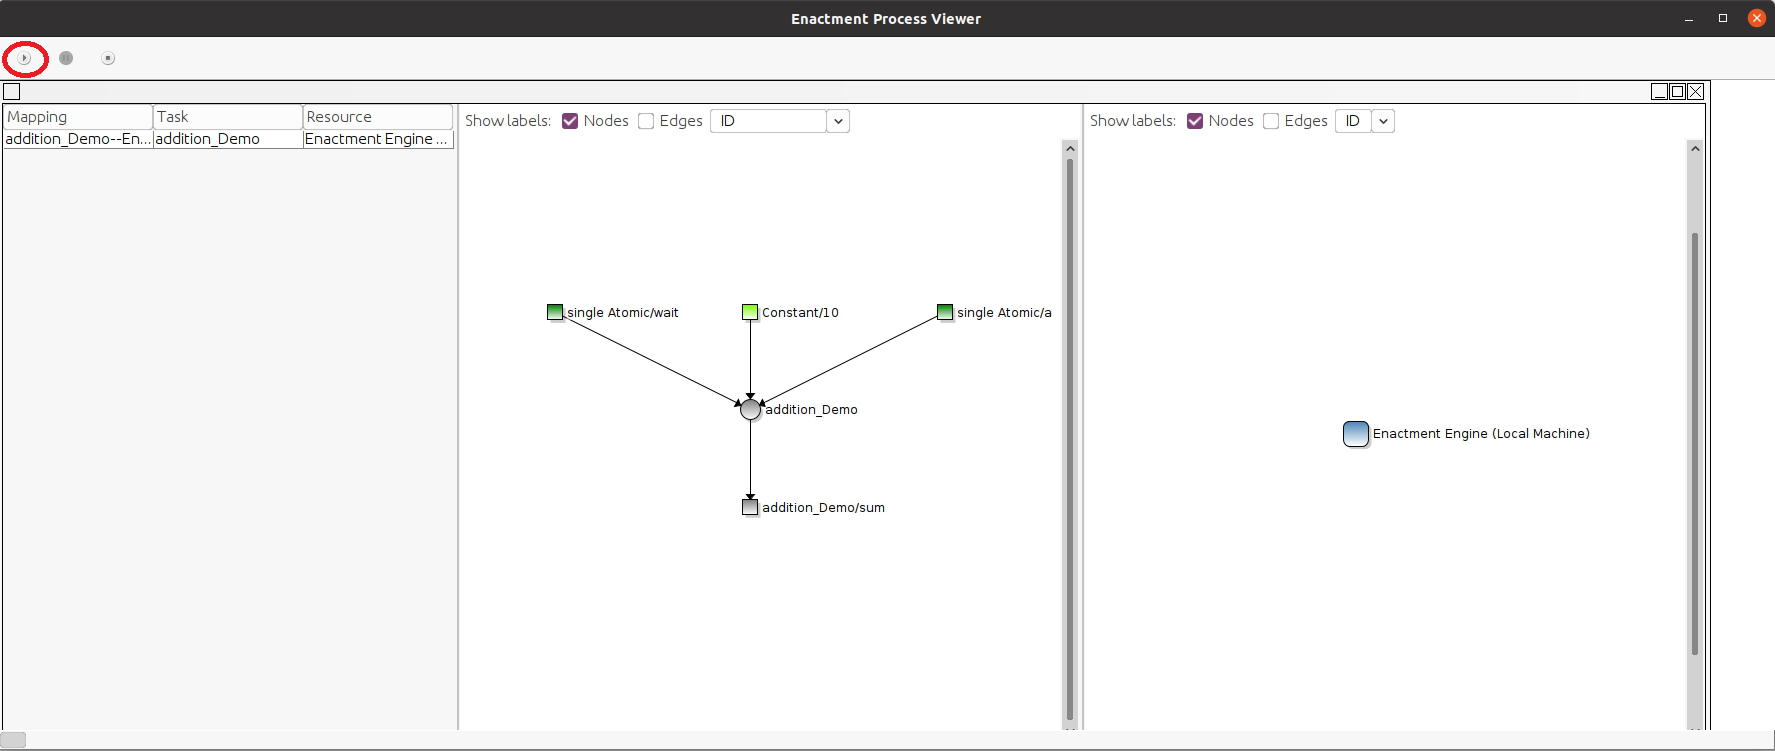 Enactment Process Viewer
Mapping Task Resource
addition_Demo--En... addition_Demo Enactment Engine ...
Show labels: Nodes Edges ID
single Atomic/wait Constant/10 single Atomic/a
addition_Demo
addition_Demo/sum
Show labels: Nodes Edges ID
Enactment Engine (Local Machine)